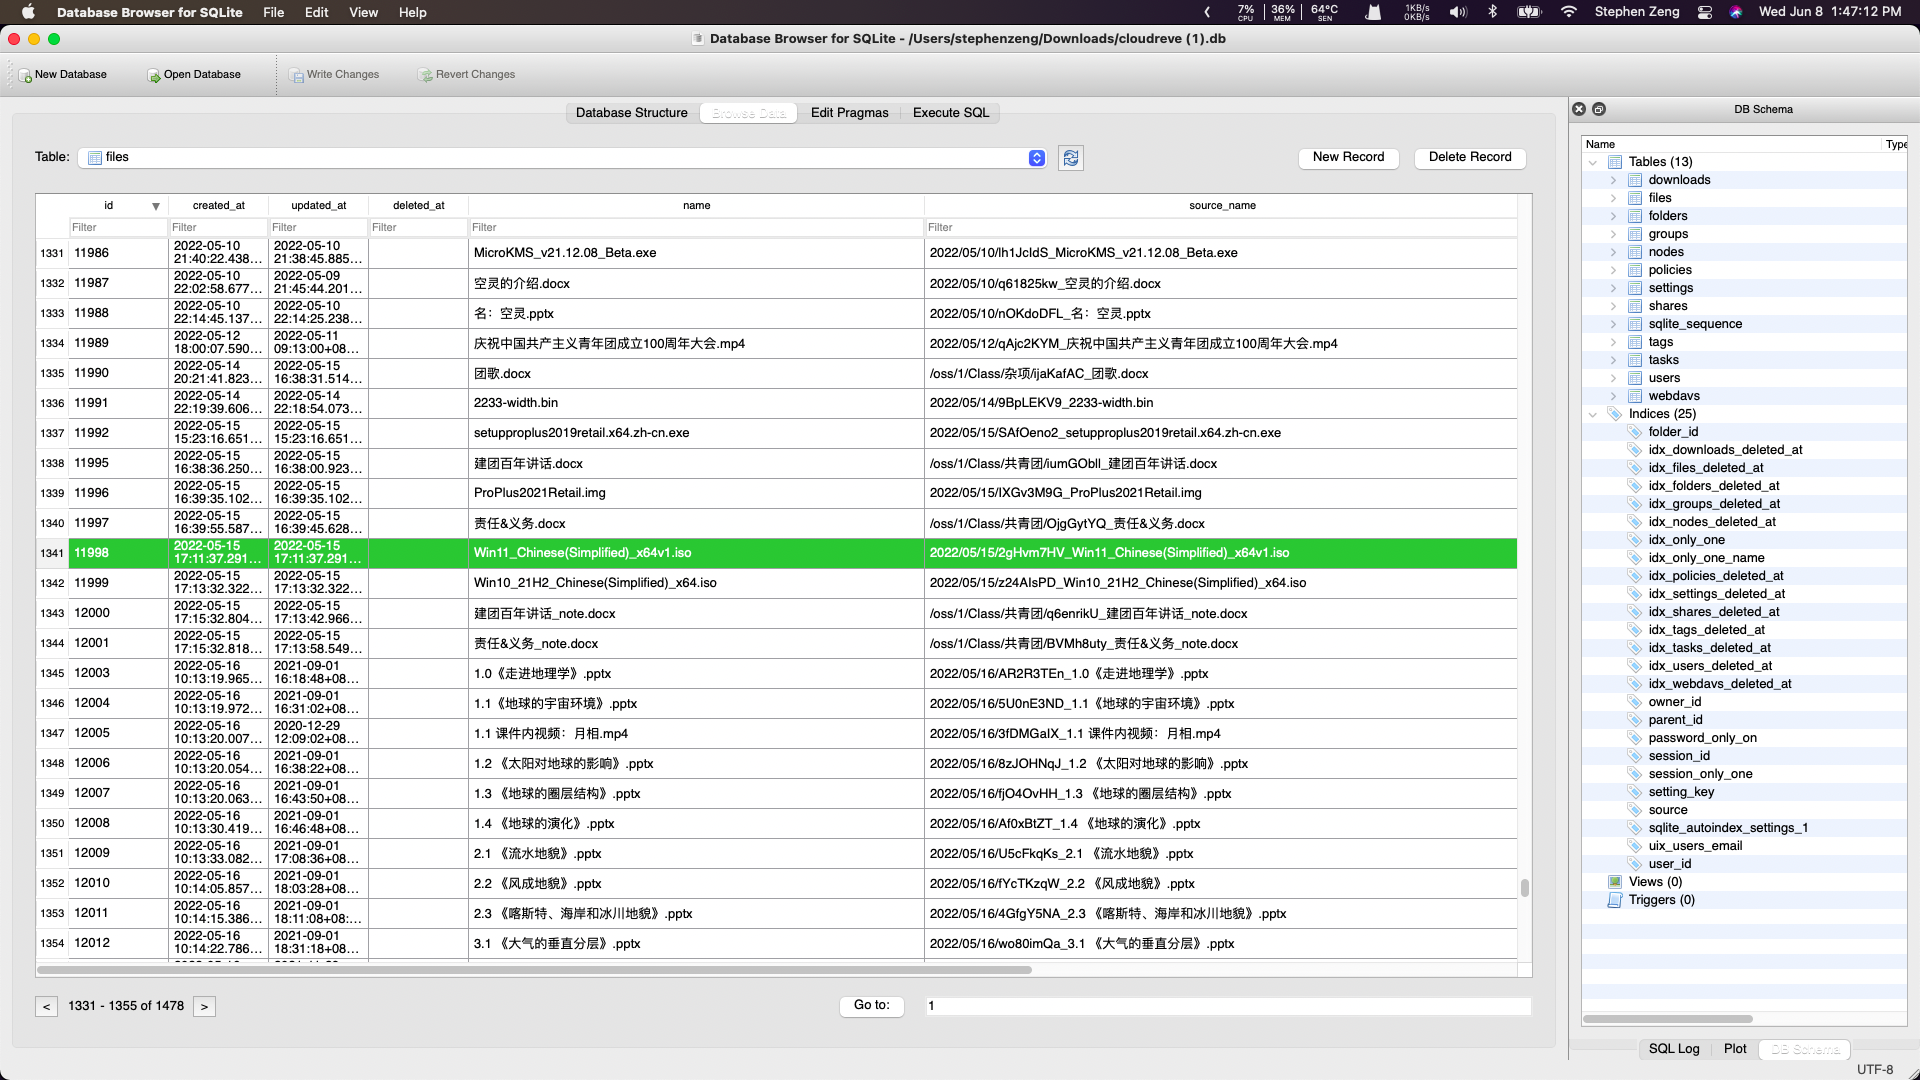 Database Browser for SQLite File Edit View Help
7% CPU 36% MEM 64°C SEN 1KB/s 0KB/s Stephen Zeng Wed Jun 8 1:47:12 PM
Database Browser for SQLite - /Users/stephenzeng/Downloads/cloudreve (1).db
New Database Open Database Write Changes Revert Changes
Database Structure Browse Data Edit Pragmas Execute SQL
Table: files New Record Delete Record
id created_at updated_at deleted_at name source_name
Filter Filter Filter Filter Filter Filter
1331 11986 2022-05-10 21:40:22.438... 2022-05-10 21:38:45.885... MicroKMS_v21.12.08_Beta.exe 2022/05/10/lh1JcIdS_MicroKMS_v21.12.08_Beta.exe
1332 11987 2022-05-10 22:02:58.677... 2022-05-09 21:45:44.201... 空灵的介绍.docx 2022/05/10/q61825kw_空灵的介绍.docx
1333 11988 2022-05-10 22:14:45.137... 2022-05-10 22:14:25.238... 名：空灵.pptx 2022/05/10/nOKdoDFL_名：空灵.pptx
1334 11989 2022-05-12 18:00:07.590... 2022-05-11 09:13:00+08... 庆祝中国共产主义青年团成立100周年大会.mp4 2022/05/12/qAjc2KYM_庆祝中国共产主义青年团成立100周年大会.mp4
1335 11990 2022-05-14 20:21:41.823... 2022-05-15 16:38:31.514... 团歌.docx /oss/1/Class/杂项/ijaKafAC_团歌.docx
1336 11991 2022-05-14 22:19:39.606... 2022-05-14 22:18:54.073... 2233-width.bin 2022/05/14/9BpLEKV9_2233-width.bin
1337 11992 2022-05-15 15:23:16.651... 2022-05-15 15:23:16.651... setupproplus2019retail.x64.zh-cn.exe 2022/05/15/SAfOeno2_setupproplus2019retail.x64.zh-cn.exe
1338 11995 2022-05-15 16:38:36.250... 2022-05-15 16:38:00.923... 建团百年讲话.docx /oss/1/Class/共青团/iumGObll_建团百年讲话.docx
1339 11996 2022-05-15 16:39:35.102... 2022-05-15 16:39:35.102... ProPlus2021Retail.img 2022/05/15/IXGv3M9G_ProPlus2021Retail.img
1340 11997 2022-05-15 16:39:55.587... 2022-05-15 16:39:45.628... 责任&义务.docx /oss/1/Class/共青团/OjgGytYQ_责任&义务.docx
1341 11998 2022-05-15 17:11:37.291... 2022-05-15 17:11:37.291... Win11_Chinese(Simplified)_x64v1.iso 2022/05/15/2gHvm7HV_Win11_Chinese(Simplified)_x64v1.iso
1342 11999 2022-05-15 17:13:32.322... 2022-05-15 17:13:32.322... Win10_21H2_Chinese(Simplified)_x64.iso 2022/05/15/z24AIsPD_Win10_21H2_Chinese(Simplified)_x64.iso
1343 12000 2022-05-15 17:15:32.804... 2022-05-15 17:13:42.966... 建团百年讲话_note.docx /oss/1/Class/共青团/q6enrikU_建团百年讲话_note.docx
1344 12001 2022-05-15 17:15:32.818... 2022-05-15 17:13:58.549... 责任&义务_note.docx /oss/1/Class/共青团/BVMh8uty_责任&义务_note.docx
1345 12003 2022-05-16 10:13:19.965... 2021-09-01 16:18:48+08... 1.0《走进地理学》.pptx 2022/05/16/AR2R3TEn_1.0《走进地理学》.pptx
1346 12004 2022-05-16 10:13:19.972... 2021-09-01 16:31:02+08... 1.1《地球的宇宙环境》.pptx 2022/05/16/5U0nE3ND_1.1《地球的宇宙环境》.pptx
1347 12005 2022-05-16 10:13:20.007... 2020-12-29 12:09:02+08... 1.1 课件内视频：月相.mp4 2022/05/16/3fDMGaIX_1.1 课件内视频：月相.mp4
1348 12006 2022-05-16 10:13:20.054... 2021-09-01 16:38:22+08... 1.2 《太阳对地球的影响》.pptx 2022/05/16/8zJOHNqJ_1.2 《太阳对地球的影响》.pptx
1349 12007 2022-05-16 10:13:20.063... 2021-09-01 16:43:50+08... 1.3 《地球的圈层结构》.pptx 2022/05/16/fjO4OvHH_1.3 《地球的圈层结构》.pptx
1350 12008 2022-05-16 10:13:30.419... 2021-09-01 16:46:48+08... 1.4 《地球的演化》.pptx 2022/05/16/Af0xBtZT_1.4 《地球的演化》.pptx
1351 12009 2022-05-16 10:13:33.082... 2021-09-01 17:08:36+08... 2.1 《流水地貌》.pptx 2022/05/16/U5cFkqKs_2.1 《流水地貌》.pptx
1352 12010 2022-05-16 10:14:05.857... 2021-09-01 18:03:28+08... 2.2 《风成地貌》.pptx 2022/05/16/fYcTKzqW_2.2 《风成地貌》.pptx
1353 12011 2022-05-16 10:14:15.386... 2021-09-01 18:11:08+08:... 2.3 《喀斯特、海岸和冰川地貌》.pptx 2022/05/16/4GfgY5NA_2.3 《喀斯特、海岸和冰川地貌》.pptx
1354 12012 2022-05-16 10:14:22.786... 2021-09-01 18:31:18+08... 3.1 《大气的垂直分层》.pptx 2022/05/16/wo80imQa_3.1 《大气的垂直分层》.pptx
< 1331 - 1355 of 1478 > Go to: 1
DB Schema
Name Type
Tables (13)
downloads
files
folders
groups
nodes
policies
settings
shares
sqlite_sequence
tags
tasks
users
webdavs
Indices (25)
folder_id
idx_downloads_deleted_at
idx_files_deleted_at
idx_folders_deleted_at
idx_groups_deleted_at
idx_nodes_deleted_at
idx_only_one
idx_only_one_name
idx_policies_deleted_at
idx_settings_deleted_at
idx_shares_deleted_at
idx_tags_deleted_at
idx_tasks_deleted_at
idx_users_deleted_at
idx_webdavs_deleted_at
owner_id
parent_id
password_only_on
session_id
session_only_one
setting_key
source
sqlite_autoindex_settings_1
uix_users_email
user_id
Views (0)
Triggers (0)
SQL Log Plot DB Schema
UTF-8